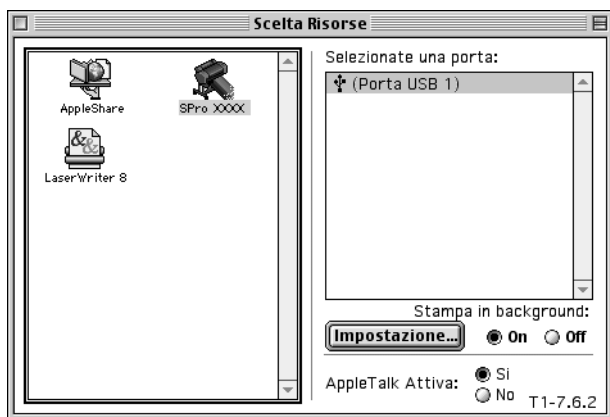 Scelta Risorse
AppleShare
SPro XXXX
LaserWriter 8
Selezionate una porta:
(Porta USB 1)
Stampa in background:
Impostazione... On Off
AppleTalk Attiva: Si
No
T1-7.6.2